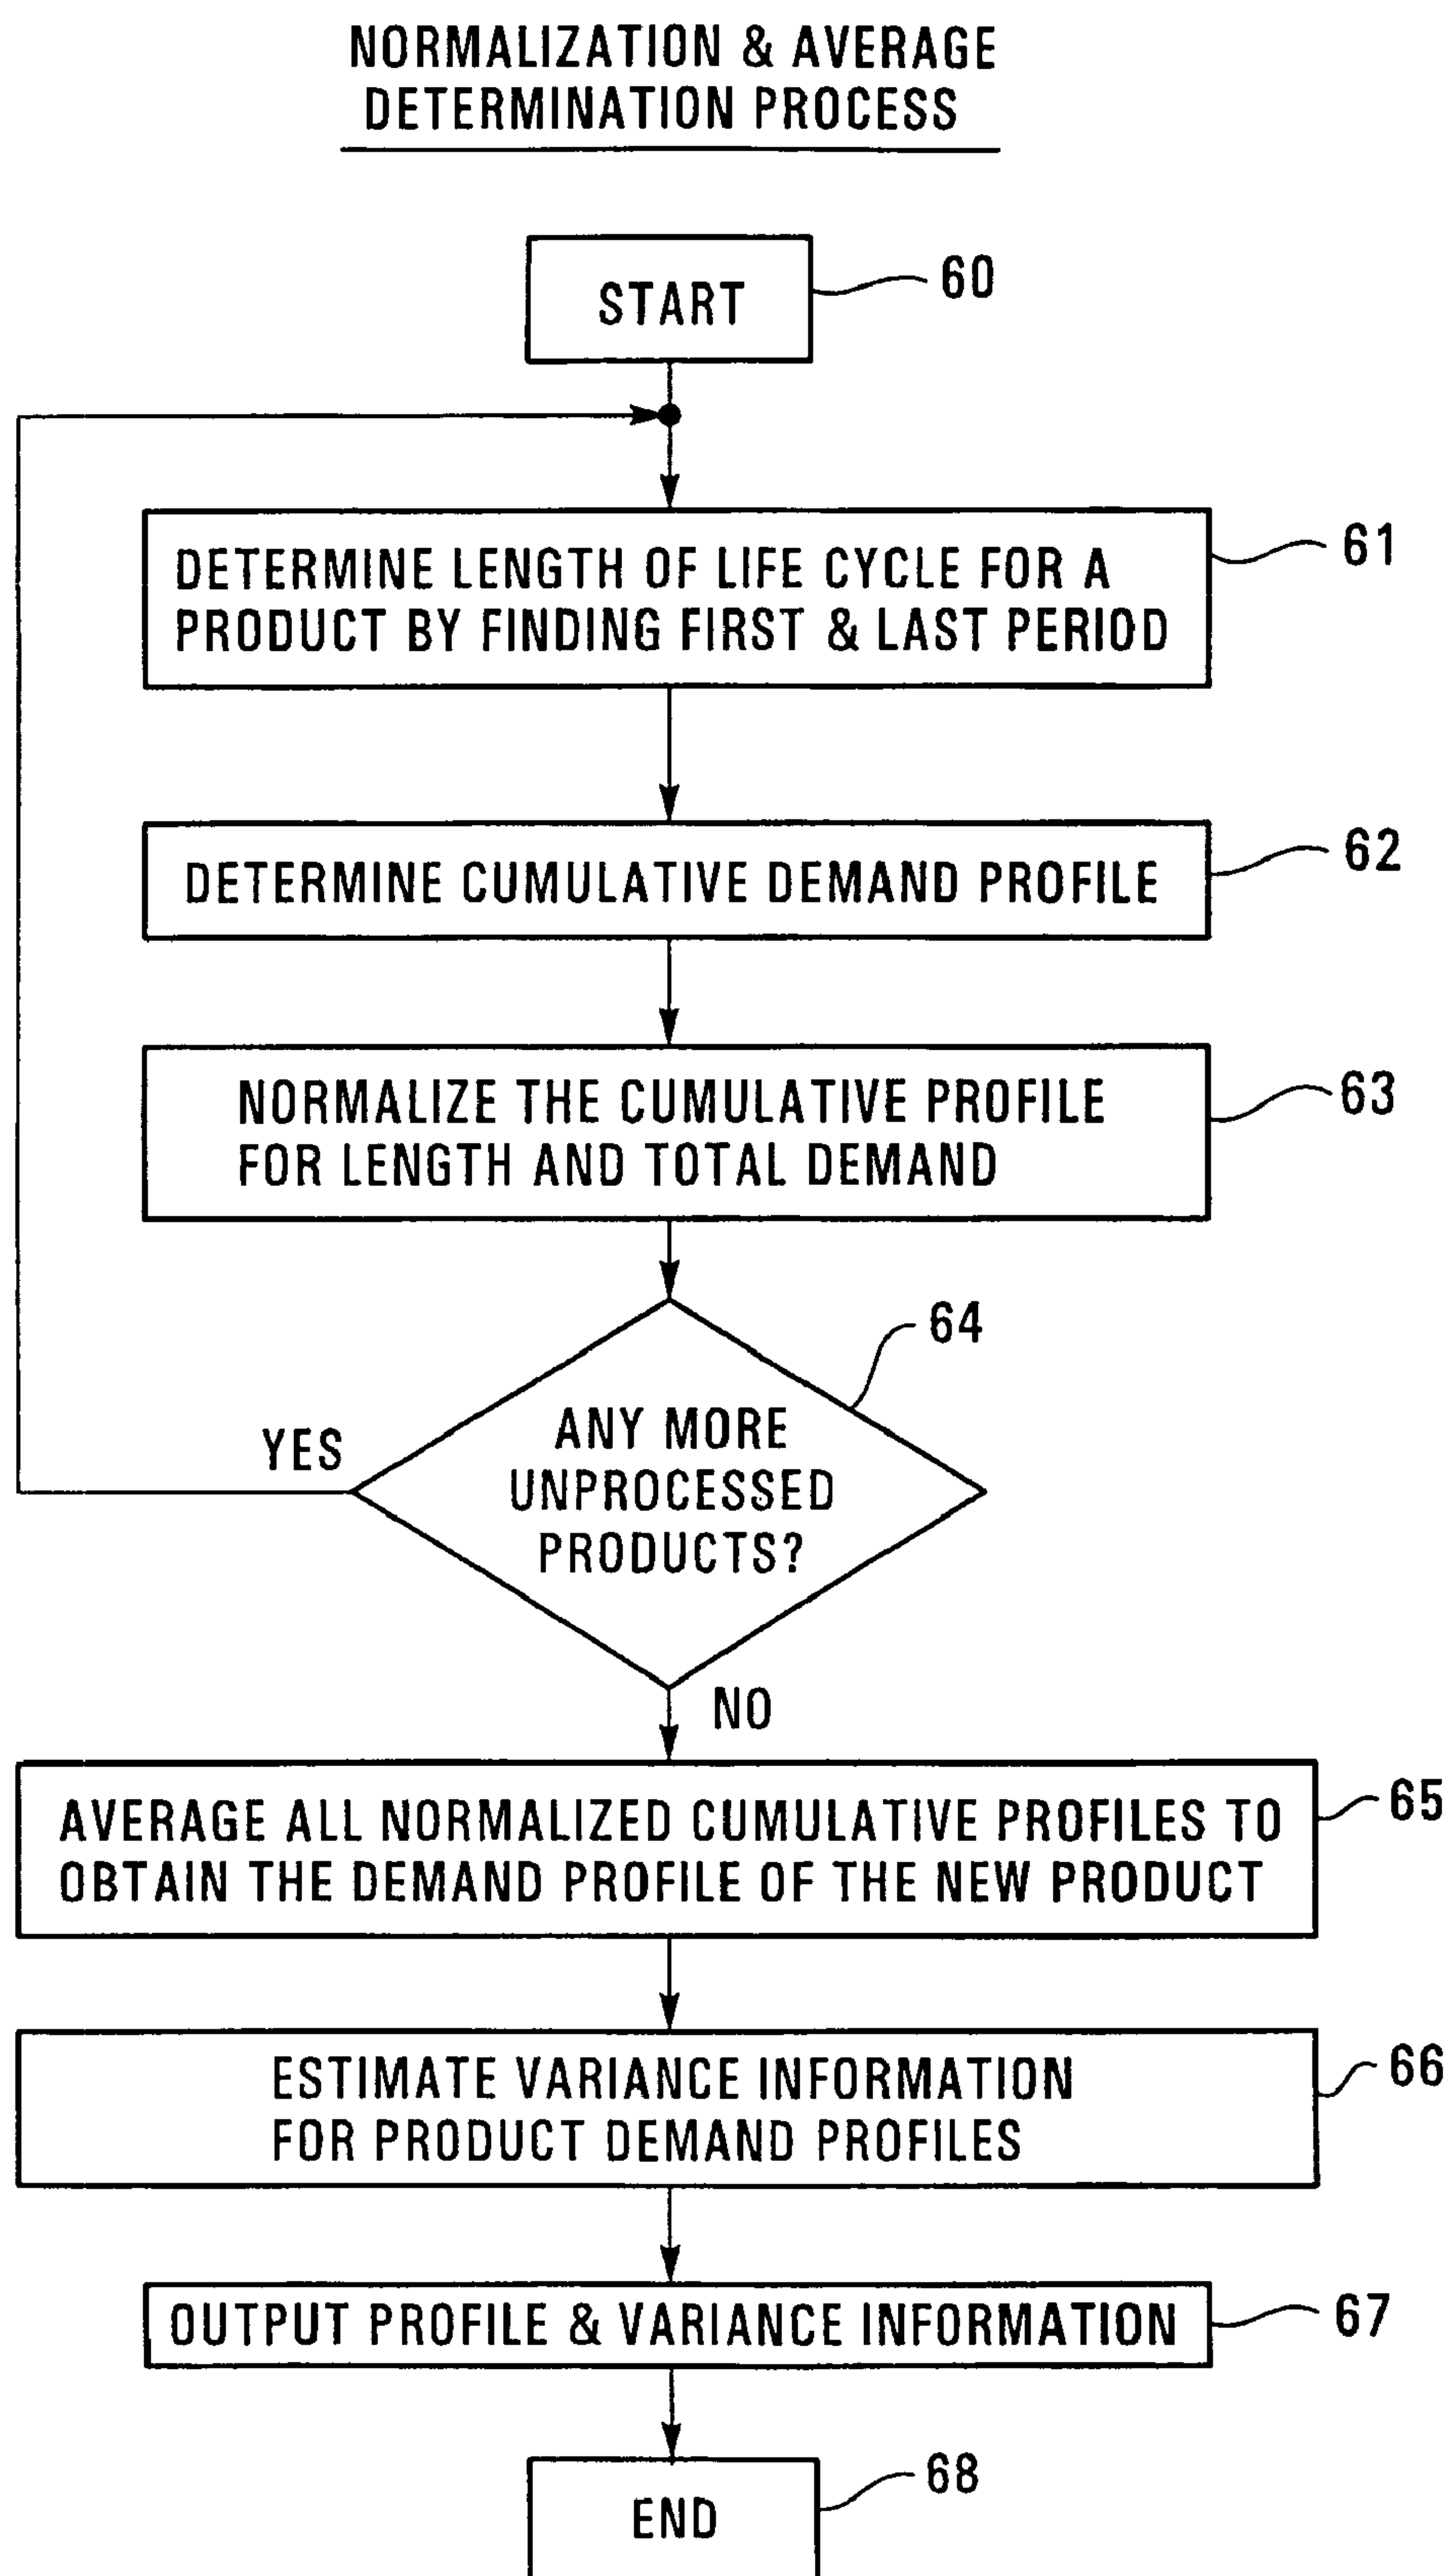 NORMALIZATION & AVERAGE
DETERMINATION PROCESS
START
60
DETERMINE LENGTH OF LIFE CYCLE FOR A
PRODUCT BY FINDING FIRST & LAST PERIOD
61
DETERMINE CUMULATIVE DEMAND PROFILE
62
NORMALIZE THE CUMULATIVE PROFILE
FOR LENGTH AND TOTAL DEMAND
63
64
ANY MORE
UNPROCESSED
PRODUCTS?
YES
NO
AVERAGE ALL NORMALIZED CUMULATIVE PROFILES TO
OBTAIN THE DEMAND PROFILE OF THE NEW PRODUCT
65
ESTIMATE VARIANCE INFORMATION
FOR PRODUCT DEMAND PROFILES
66
OUTPUT PROFILE & VARIANCE INFORMATION
67
END
68